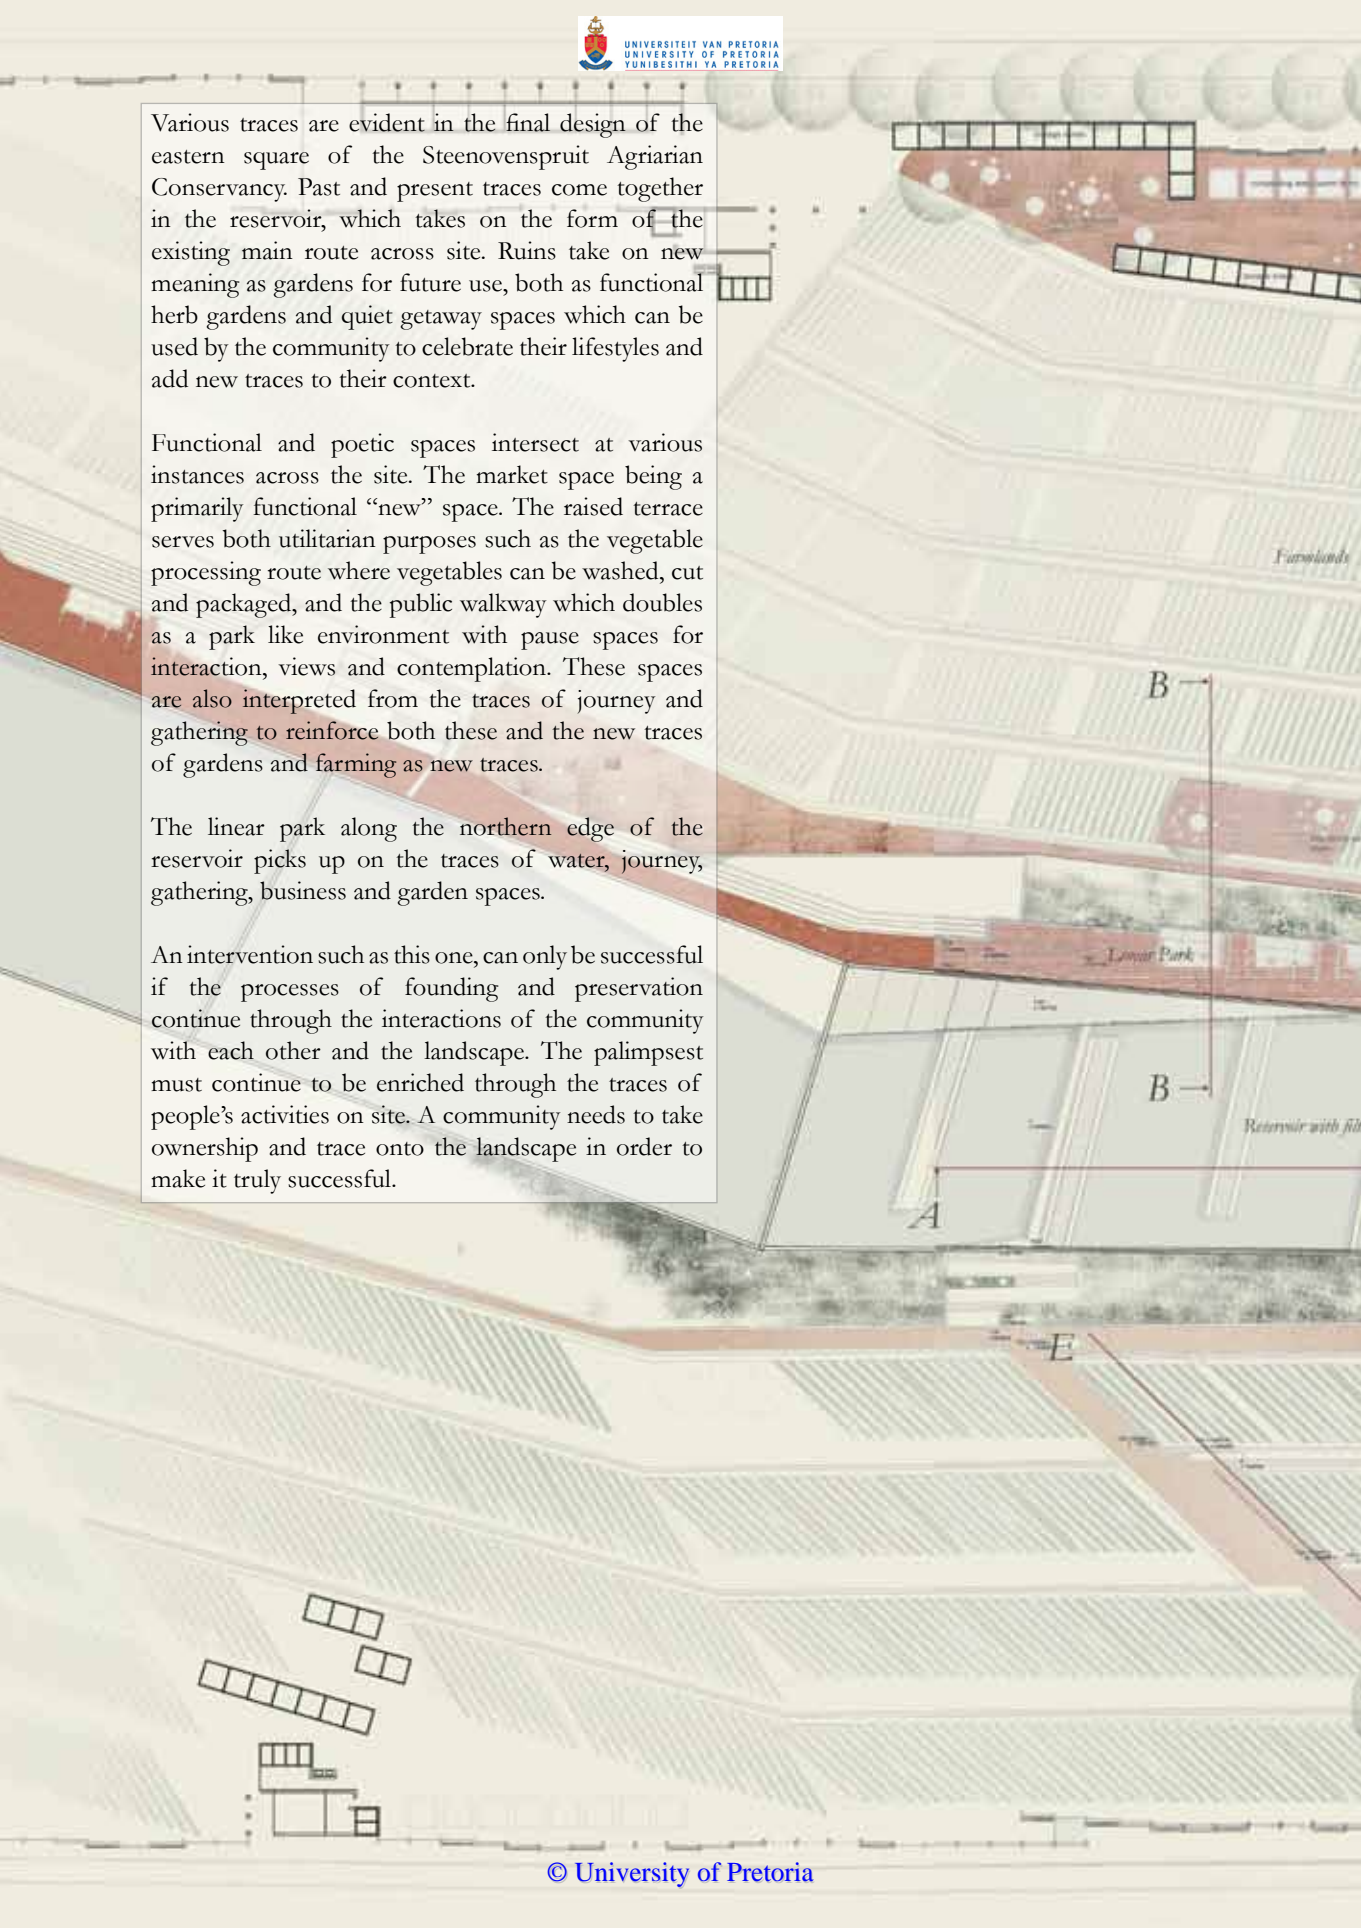 UNIVERSITEIT VAN PRETORIA
UNIVERSITY OF PRETORIA
YUNIBESITHI YA PRETORIA
Various traces are evident in the final design of the
eastern square of the Steenovenspruit Agriarian
Conservancy. Past and present traces come together
in the reservoir, which takes on the form of the
existing main route across site. Ruins take on new
meaning as gardens for future use, both as functional
herb gardens and quiet getaway spaces which can be
used by the community to celebrate their lifestyles and
add new traces to their context.
Functional and poetic spaces intersect at various
instances across the site. The market space being a
primarily functional “new” space. The raised terrace
serves both utilitarian purposes such as the vegetable
processing route where vegetables can be washed, cut
and packaged, and the public walkway which doubles
as a park like environment with pause spaces for
interaction, views and contemplation. These spaces
are also interpreted from the traces of journey and
gathering to reinforce both these and the new traces
of gardens and farming as new traces.
The linear park along the northern edge of the
reservoir picks up on the traces of water, journey,
gathering, business and garden spaces.
An intervention such as this one, can only be successful
if the processes of founding and preservation
continue through the interactions of the community
with each other and the landscape. The palimpsest
must continue to be enriched through the traces of
people’s activities on site. A community needs to take
ownership and trace onto the landscape in order to
make it truly successful.
Farmlands
B
Park
B
Reservoir with
A
E
© University of Pretoria